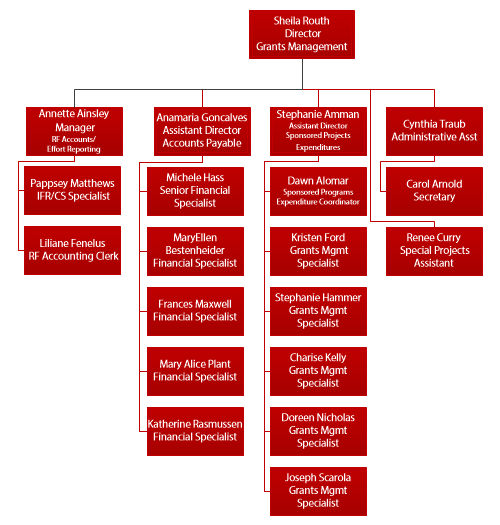 Sheila Routh
Director
Grants Management
Annette Ainsley
Manager
RF Accounts/
Effort Reporting
Pappsey Matthews
IFR/CS Specialist
Liliane Fenelus
RF Accounting Clerk
Anamaria Goncalves
Assistant Director
Accounts Payable
Michele Hass
Senior Financial
Specialist
MaryEllen
Bestenheider
Financial Specialist
Frances Maxwell
Financial Specialist
Mary Alice Plant
Financial Specialist
Katherine Rasmussen
Financial Specialist
Stephanie Amman
Assistant Director
Sponsored Projects
Expenditures
Dawn Alomar
Sponsored Programs
Expenditure Coordinator
Kristen Ford
Grants Mgmt
Specialist
Stephanie Hammer
Grants Mgmt
Specialist
Charise Kelly
Grants Mgmt
Specialist
Doreen Nicholas
Grants Mgmt
Specialist
Joseph Scarola
Grants Mgmt
Specialist
Cynthia Traub
Administrative Asst
Carol Arnold
Secretary
Renee Curry
Special Projects
Assistant